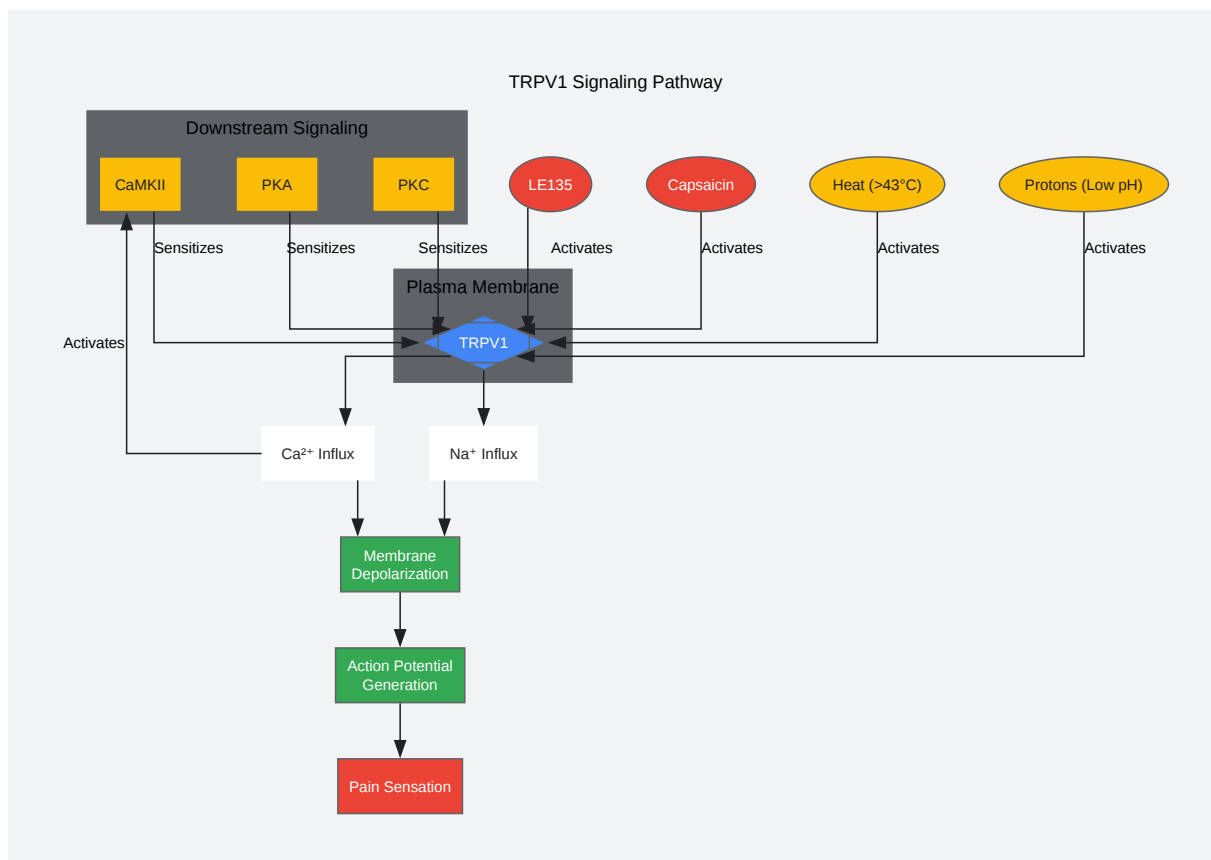 TRPV1 Signaling Pathway
Downstream Signaling
CaMKII
PKA
PKC
LE135
Capsaicin
Heat (>43°C)
Protons (Low pH)
Sensitizes
Sensitizes
Sensitizes
Activates
Activates
Activates
Activates
Plasma Membrane
Activates
TRPV1
Ca²⁺ Influx
Na⁺ Influx
Membrane
Depolarization
Action Potential
Generation
Pain Sensation